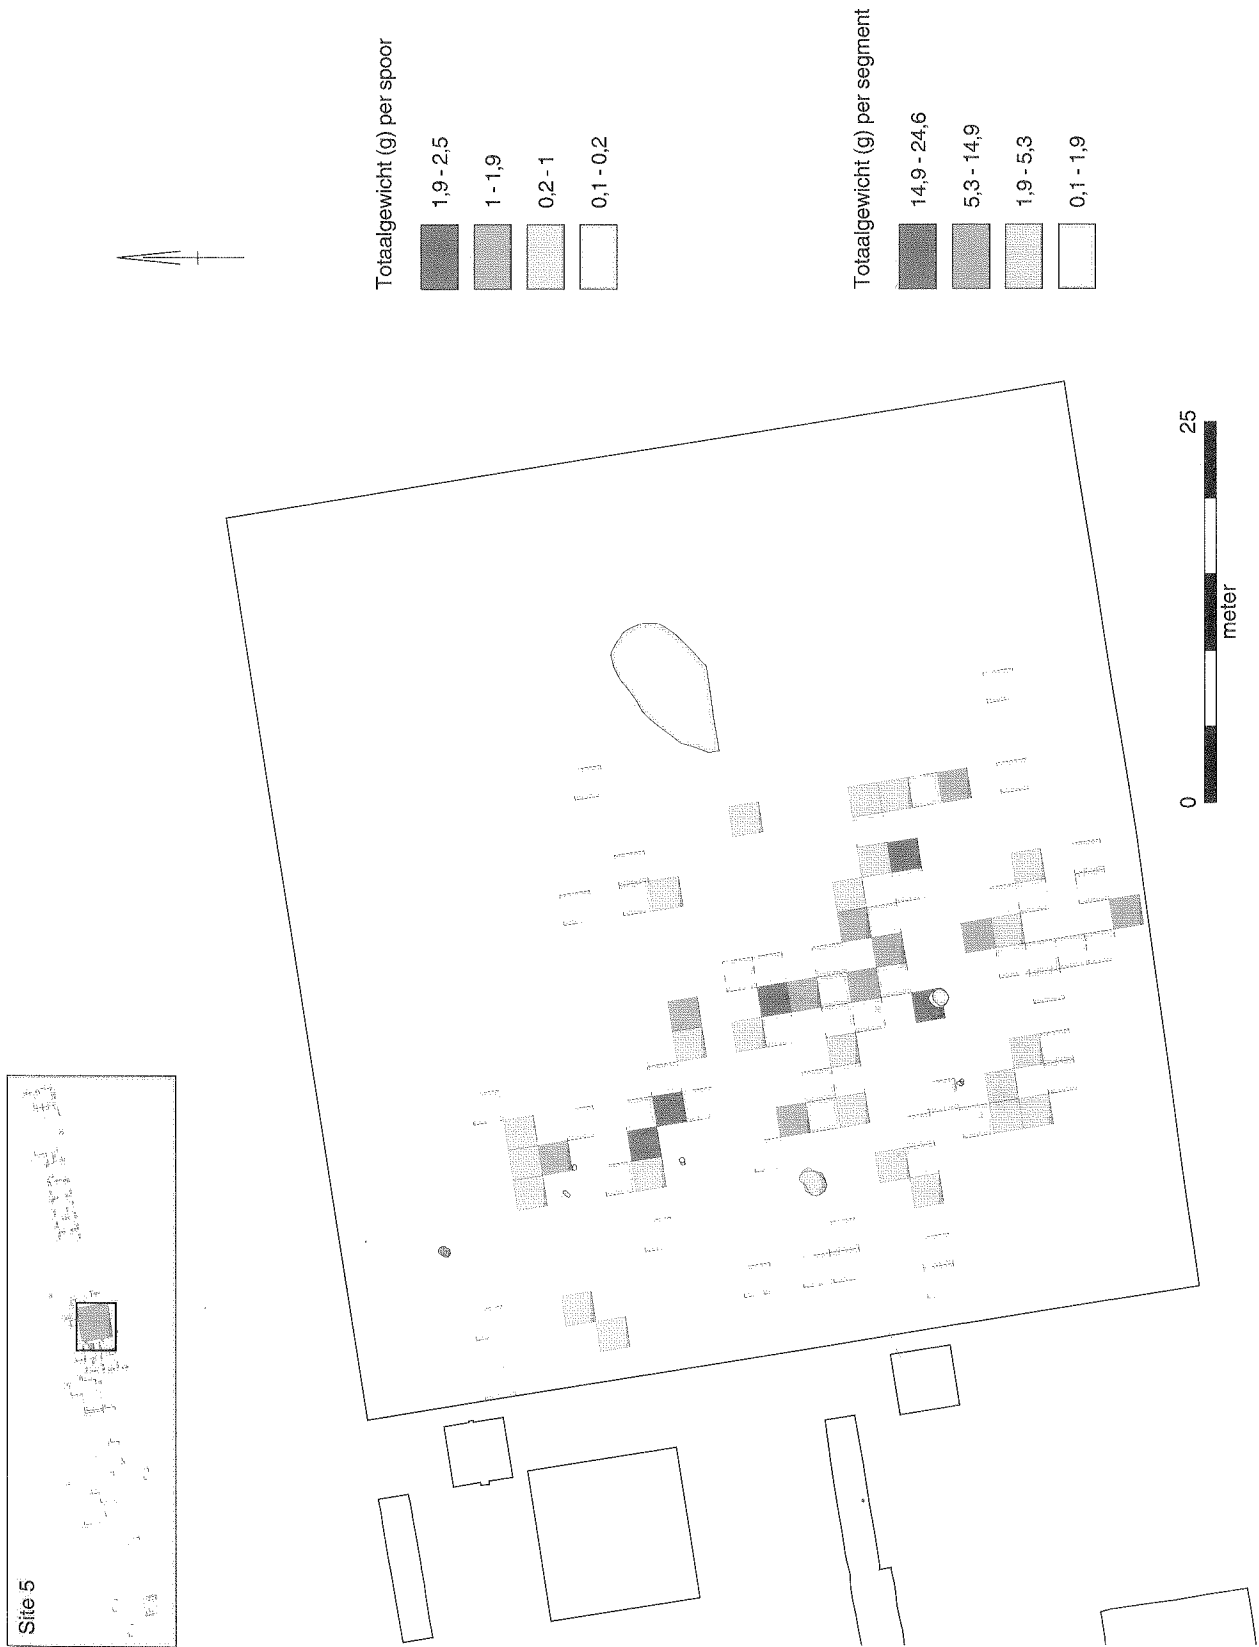 Site 5
Totaalgewicht (g) per spoor
1,9 - 2,5
1 - 1,9
0,2 - 1
0,1 - 0,2
Totaalgewicht (g) per segment
14,9 - 24,6
5,3 - 14,9
1,9 - 5,3
0,1 - 1,9
0
25
meter